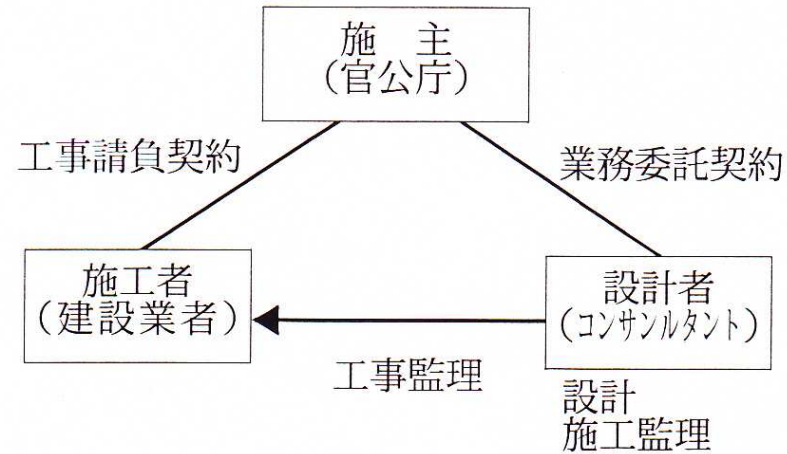 施 主
(官公庁)
工事請負契約
業務委託契約
施工者
(建設業者)
設計者
(コンサンルタント)
工事監理
設計
施工監理